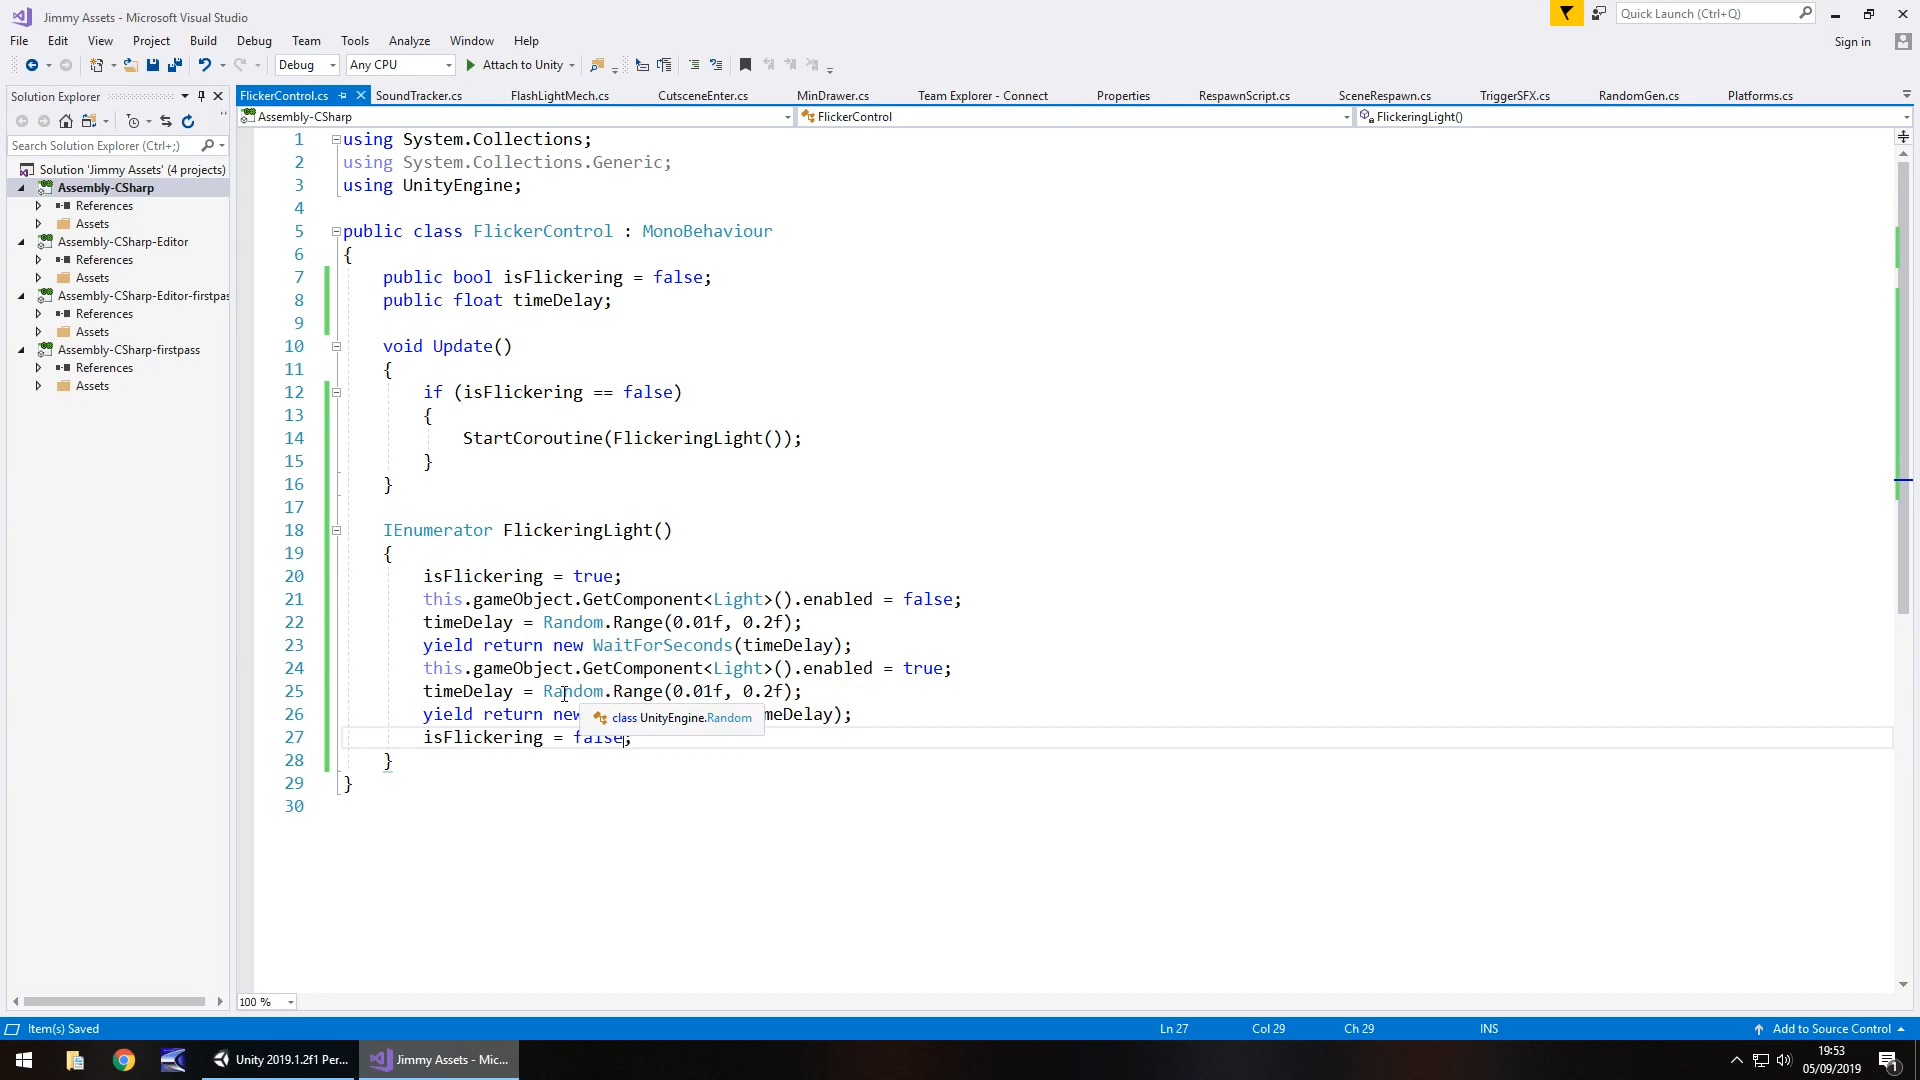 Jimmy Assets - Microsoft Visual Studio
Quick Launch (Ctrl+Q)
File Edit View Project Build Debug Team Tools Analyze Window Help
Sign in
Debug Any CPU Attach to Unity
Solution Explorer
FlickerControl.cs SoundTracker.cs FlashLightMech.cs CutsceneEnter.cs MinDrawer.cs Team Explorer - Connect Properties RespawnScript.cs SceneRespawn.cs TriggerSFX.cs RandomGen.cs Platforms.cs
Assembly-CSharp FlickerControl FlickeringLight()
Search Solution Explorer (Ctrl+;)
Solution 'Jimmy Assets' (4 projects)
Assembly-CSharp
References
Assets
Assembly-CSharp-Editor
References
Assets
Assembly-CSharp-Editor-firstpas
References
Assets
Assembly-CSharp-firstpass
References
Assets
1 using System.Collections;
2 using System.Collections.Generic;
3 using UnityEngine;
4
5 public class FlickerControl : MonoBehaviour
6 {
7 public bool isFlickering = false;
8 public float timeDelay;
9
10 void Update()
11 {
12 if (isFlickering == false)
13 {
14 StartCoroutine(FlickeringLight());
15 }
16 }
17
18 IEnumerator FlickeringLight()
19 {
20 isFlickering = true;
21 this.gameObject.GetComponent<Light>().enabled = false;
22 timeDelay = Random.Range(0.01f, 0.2f);
23 yield return new WaitForSeconds(timeDelay);
24 this.gameObject.GetComponent<Light>().enabled = true;
25 timeDelay = Random.Range(0.01f, 0.2f);
26 yield return new class UnityEngine.Random meDelay);
27 isFlickering = false;
28 }
29 }
30
100 %
Item(s) Saved Ln 27 Col 29 Ch 29 INS Add to Source Control
Unity 2019.1.2f1 Per... Jimmy Assets - Mic...
19:53
05/09/2019
1